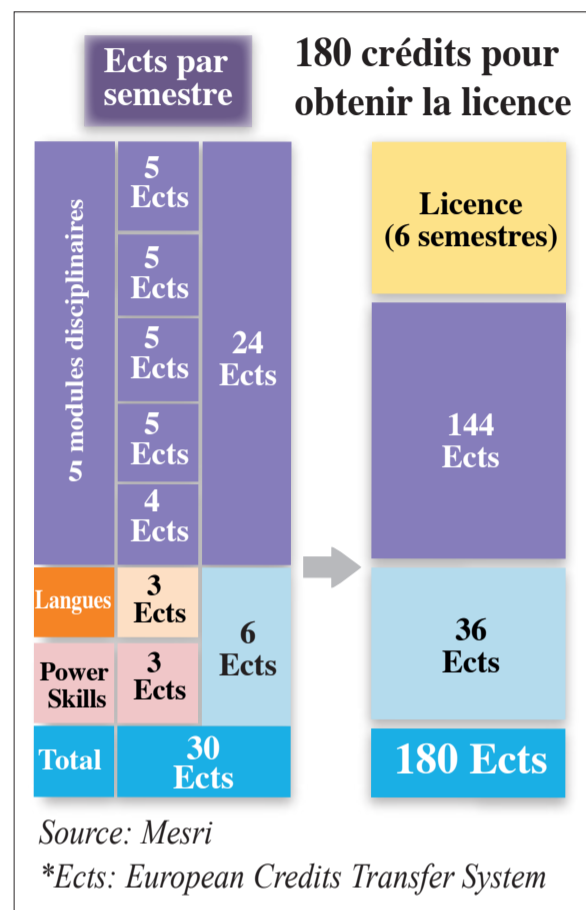 Ects par
semestre
180 crédits pour
obtenir la licence
5 modules disciplinaires
5
Ects
5
Ects
5
Ects
5
Ects
4
Ects
24
Ects
Langues
3
Ects
Power
Skills
3
Ects
6
Ects
Total
30
Ects
Licence
(6 semestres)
144
Ects
36
Ects
180 Ects
Source: Mesri
*Ects: European Credits Transfer System